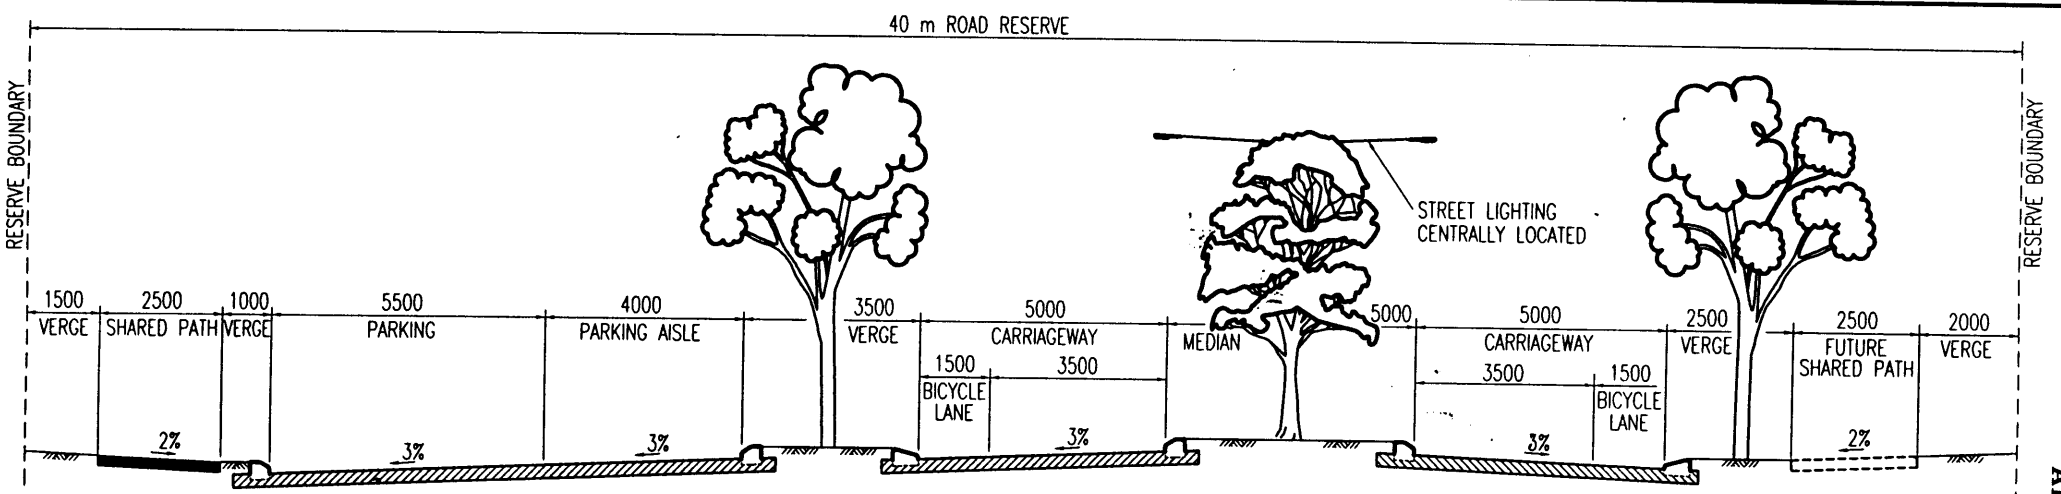 40 m ROAD RESERVE
RESERVE BOUNDARY
RESERVE BOUNDARY
STREET LIGHTING
CENTRALLY LOCATED
1500 2500 1000 5500 4000 3500 5000 5000 5000 2500 2500 2000
VERGE SHARED PATH VERGE PARKING PARKING AISLE VERGE CARRIAGEWAY MEDIAN CARRIAGEWAY VERGE FUTURE VERGE
SHARED PATH
1500 3500 3500 1500
BICYCLE BICYCLE
LANE LANE
2% 3% 3% 3% 3% 2%